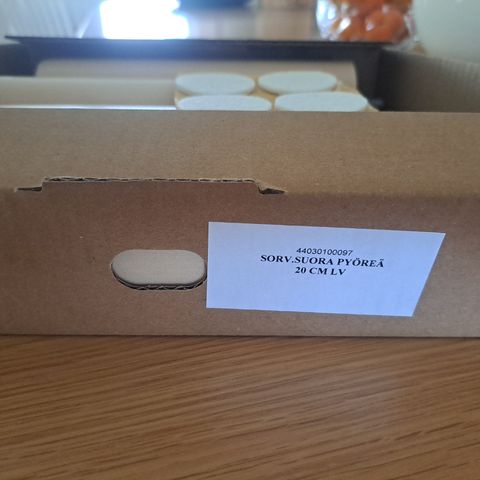 44030100097
SORV.SUORA PYÖREÄ
20 CM LV